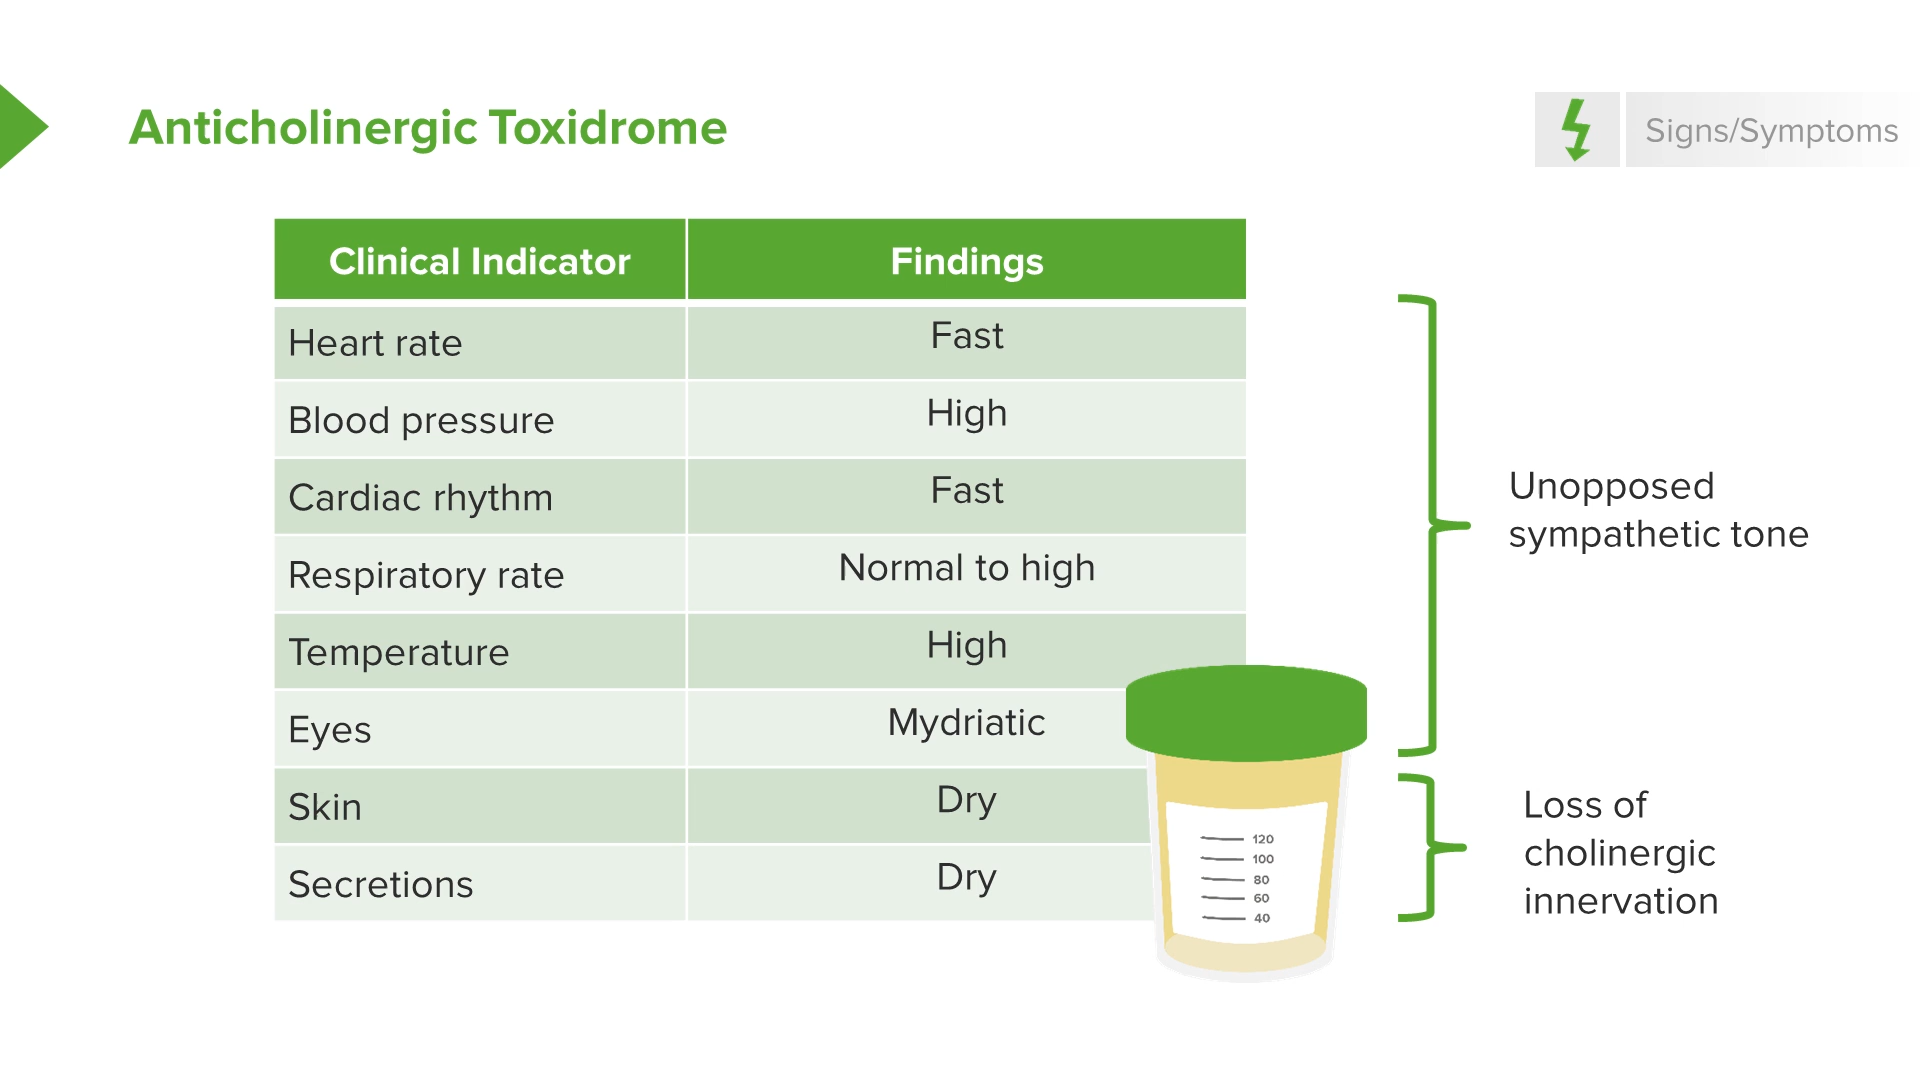 Anticholinergic Toxidrome
Signs/Symptoms
Clinical Indicator Findings
Heart rate Fast
Blood pressure High
Cardiac rhythm Fast
Respiratory rate Normal to high
Temperature High
Eyes Mydriatic
Skin Dry
Secretions Dry
Unopposed
sympathetic tone
Loss of
cholinergic
innervation
120
100
80
60
40